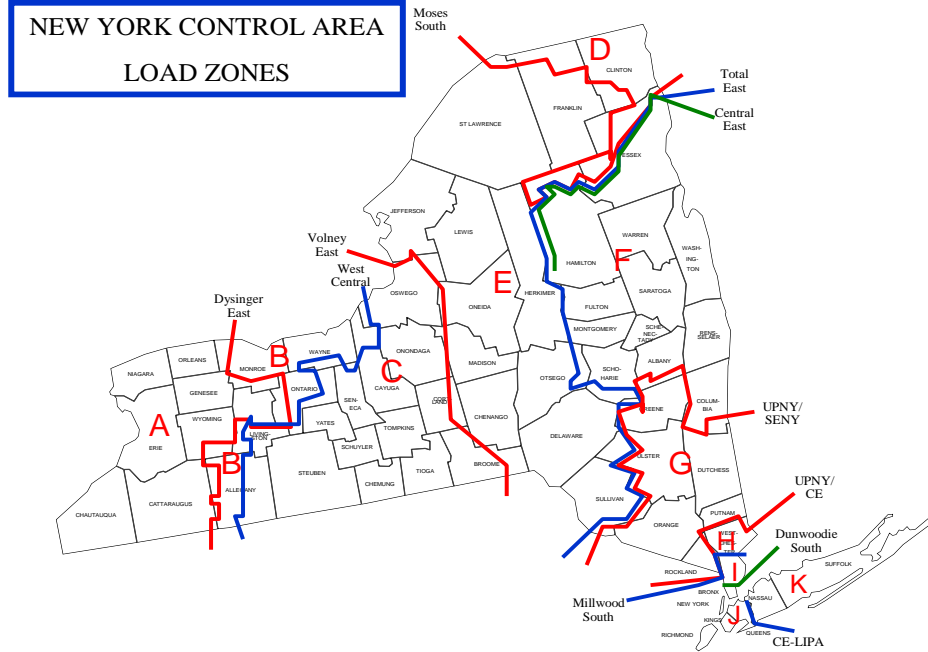 NEW YORK CONTROL AREA
LOAD ZONES
Moses
South
D
CLINTON
Total
East
FRANKLIN
Central
East
ST LAWRENCE
ESSEX
JEFFERSON
LEWIS
WARREN
WASH-
ING-
TON
Volney
East
West
Central
HAMILTON
F
E
OSWEGO
HERKIMER
SARATOGA
ONEIDA
FULTON
Dysinger
East
MONTGOMERY
SCHE-
NEC-
TADY
RENS-
SELAER
WAYNE
B
ORLEANS
MONROE
ONONDAGA
MADISON
ALBANY
NIAGARA
GENESEE
ONTARIO
C
CAYUGA
OTSEGO
SCHO-
HARIE
SEN-
ECA
CORT
LAND
COLUM-
BIA
GREENE
UPNY/
SENY
A
WYOMING
LIVING-
STON
YATES
TOMPKINS
CHENANGO
ERIE
SCHUYLER
DELAWARE
B
ULSTER
G
DUTCHESS
STEUBEN
TIOGA
BROOME
CHEMUNG
ALLEGANY
SULLIVAN
CATTARAUGUS
CHAUTAUQUA
UPNY/
CE
PUTNAM
ORANGE
WEST-
CHES-
TER
H
Dunwoodie
South
SUFFOLK
I
ROCKLAND
K
BRONX
NASSAU
Millwood
South
NEW YORK
KINGS
J
QUEENS
RICHMOND
CE-LIPA